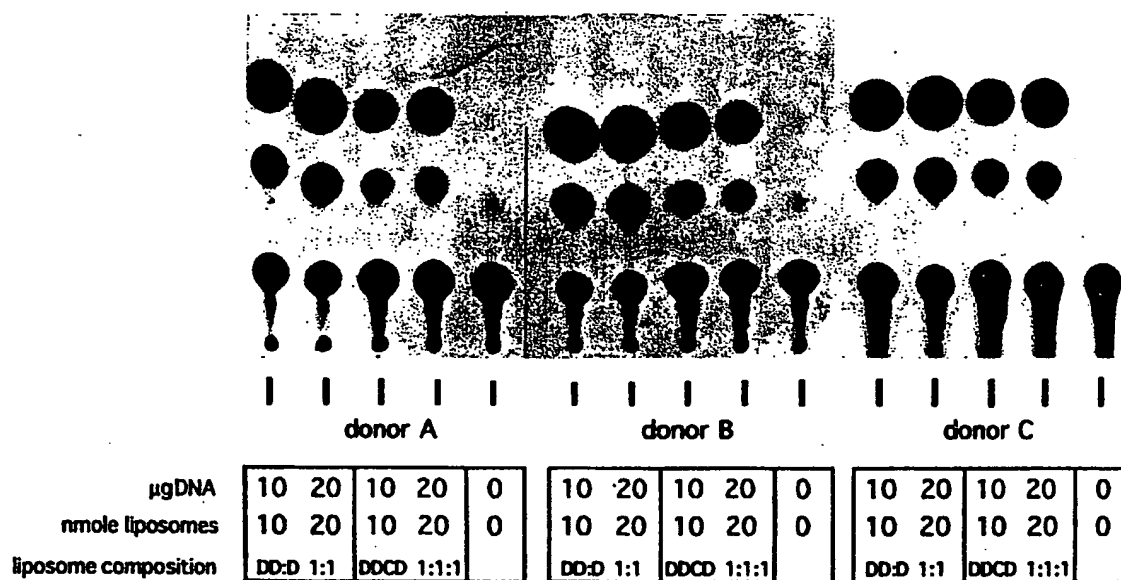 donor A donor B donor C
µgDNA 10 20 10 20 0 10 20 10 20 0 10 20 10 20 0
nmole liposomes 10 20 10 20 0 10 20 10 20 0 10 20 10 20 0
liposome composition DD:D 1:1 DDCD 1:1:1 DD:D 1:1 DDCD 1:1:1 DD:D 1:1 DDCD 1:1:1